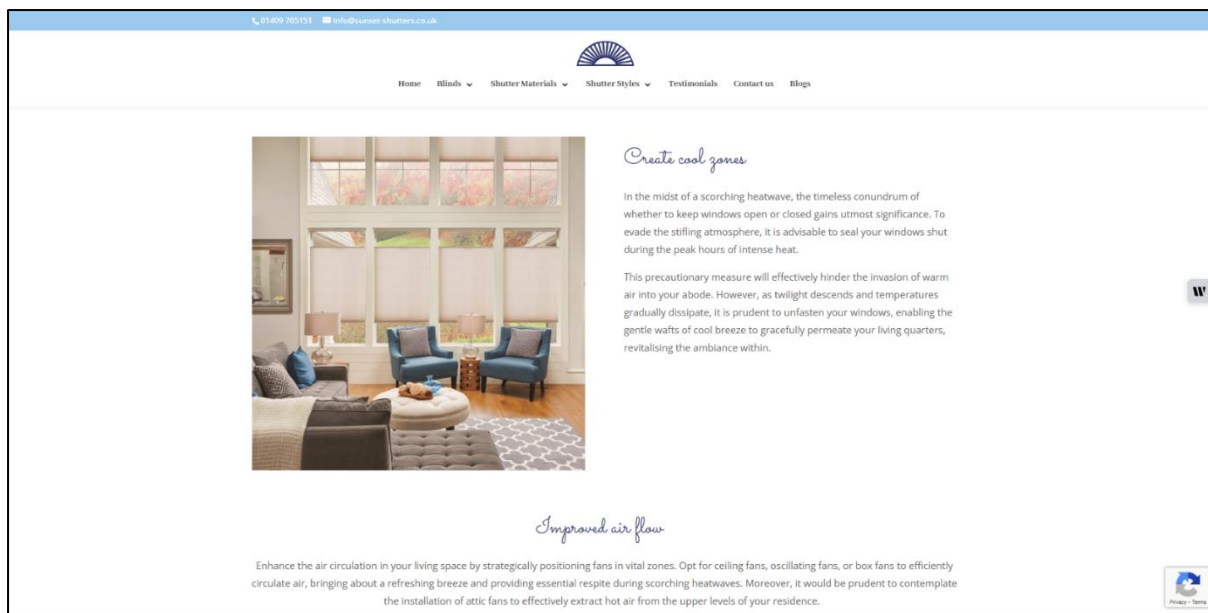 01409 705151 info@sunset-shutters.co.uk
Home Blinds Shutter Materials Shutter Styles Testimonials Contact us Blogs
Create cool zones
In the midst of a scorching heatwave, the timeless conundrum of
whether to keep windows open or closed gains utmost significance. To
evade the stifling atmosphere, it is advisable to seal your windows shut
during the peak hours of intense heat.
This precautionary measure will effectively hinder the invasion of warm
air into your abode. However, as twilight descends and temperatures
gradually dissipate, it is prudent to unfasten your windows, enabling the
gentle wafts of cool breeze to gracefully permeate your living quarters,
revitalising the ambiance within.
W
Improved air flow
Enhance the air circulation in your living space by strategically positioning fans in vital zones. Opt for ceiling fans, oscillating fans, or box fans to efficiently
circulate air, bringing about a refreshing breeze and providing essential respite during scorching heatwaves. Moreover, it would be prudent to contemplate
the installation of attic fans to effectively extract hot air from the upper levels of your residence.
Privacy - Terms